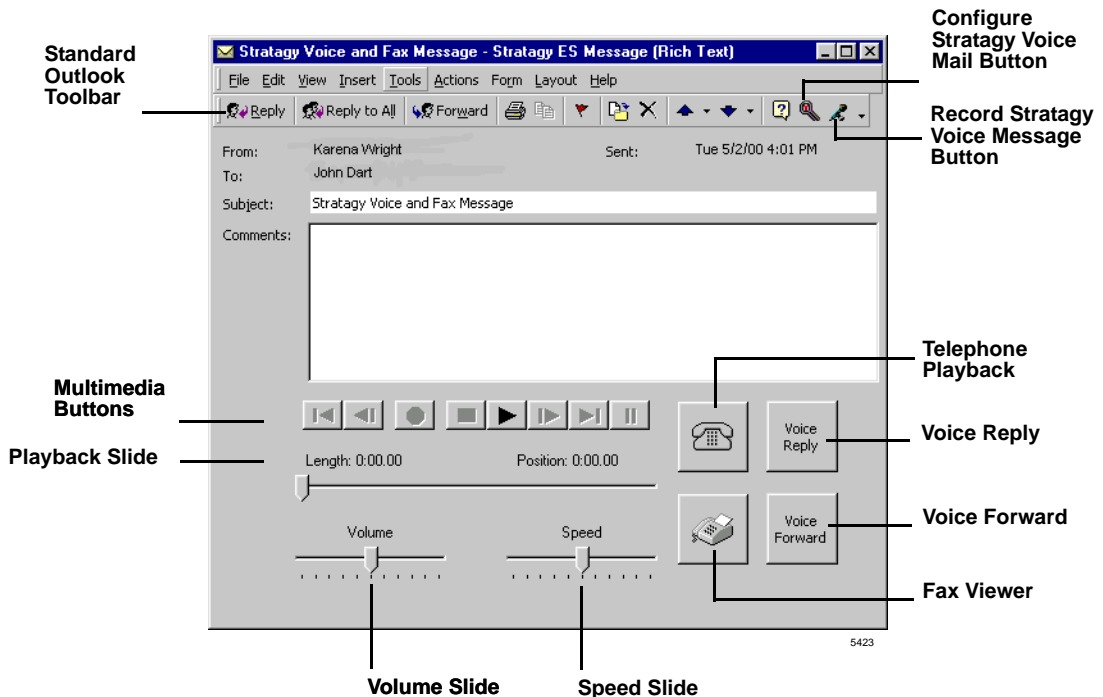 Configure
Stratagy Voice
Mail Button
Standard
Outlook
Toolbar
Stratagy Voice and Fax Message - Stratagy ES Message (Rich Text)
File Edit View Insert Tools Actions Form Layout Help
Reply Reply to All Forward
Record Stratagy
Voice Message
Button
From: Karena Wright Sent: Tue 5/2/00 4:01 PM
To: John Dart
Subject: Stratagy Voice and Fax Message
Comments:
Telephone
Playback
Multimedia
Buttons
Voice
Reply
Voice Reply
Playback Slide
Length: 0:00.00 Position: 0:00.00
Volume Speed
Voice
Forward
Voice Forward
Fax Viewer
5423
Volume Slide Speed Slide